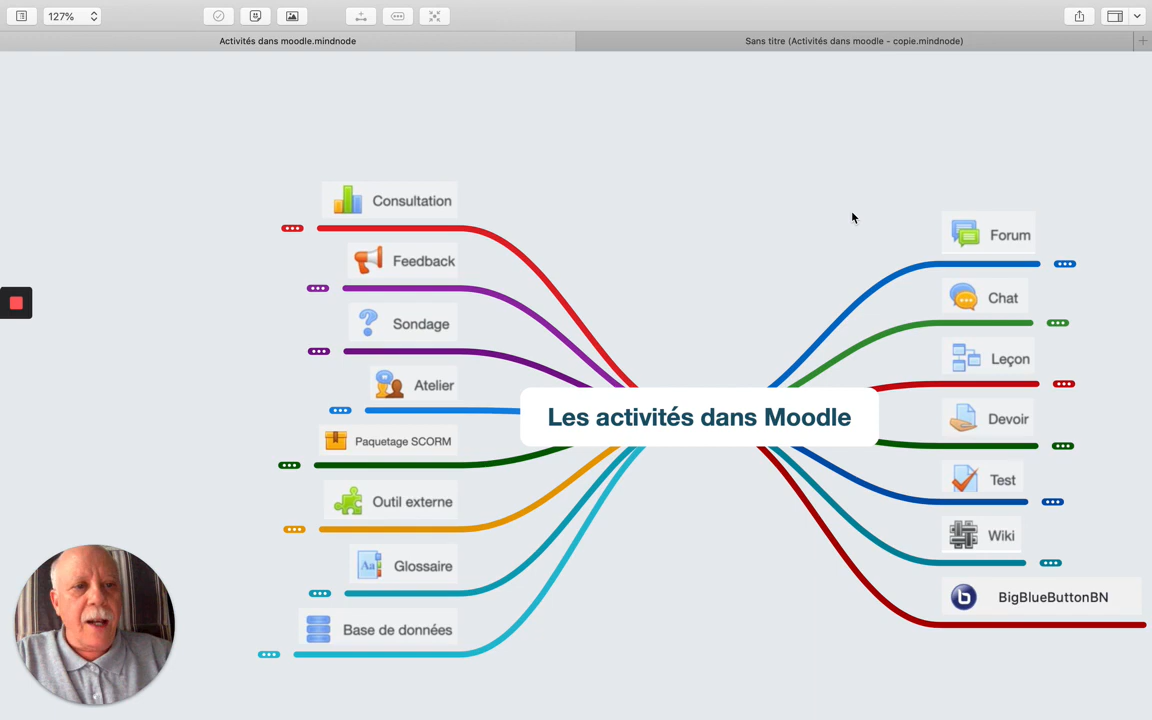 127%
Activités dans moodle.mindnode
Sans titre (Activités dans moodle - copie.mindnode)
Consultation
Feedback
Sondage
Atelier
Paquetage SCORM
Outil externe
Aa
Glossaire
Base de données
Les activités dans Moodle
Forum
Chat
Leçon
Devoir
Test
Wiki
b
BigBlueButtonBN